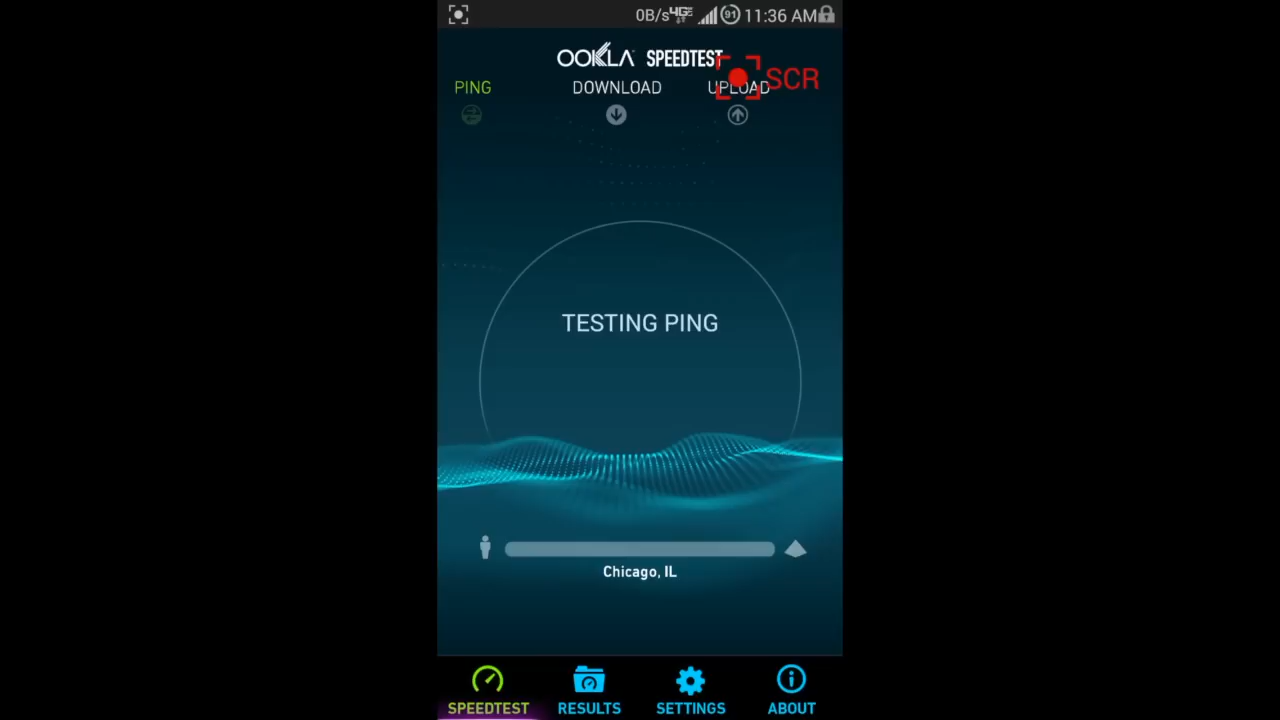 0B/s 4G 91 11:36 AM
OOKLA SPEEDTEST
SCR
PING DOWNLOAD UPLOAD
TESTING PING
Chicago, IL
SPEEDTEST RESULTS SETTINGS ABOUT